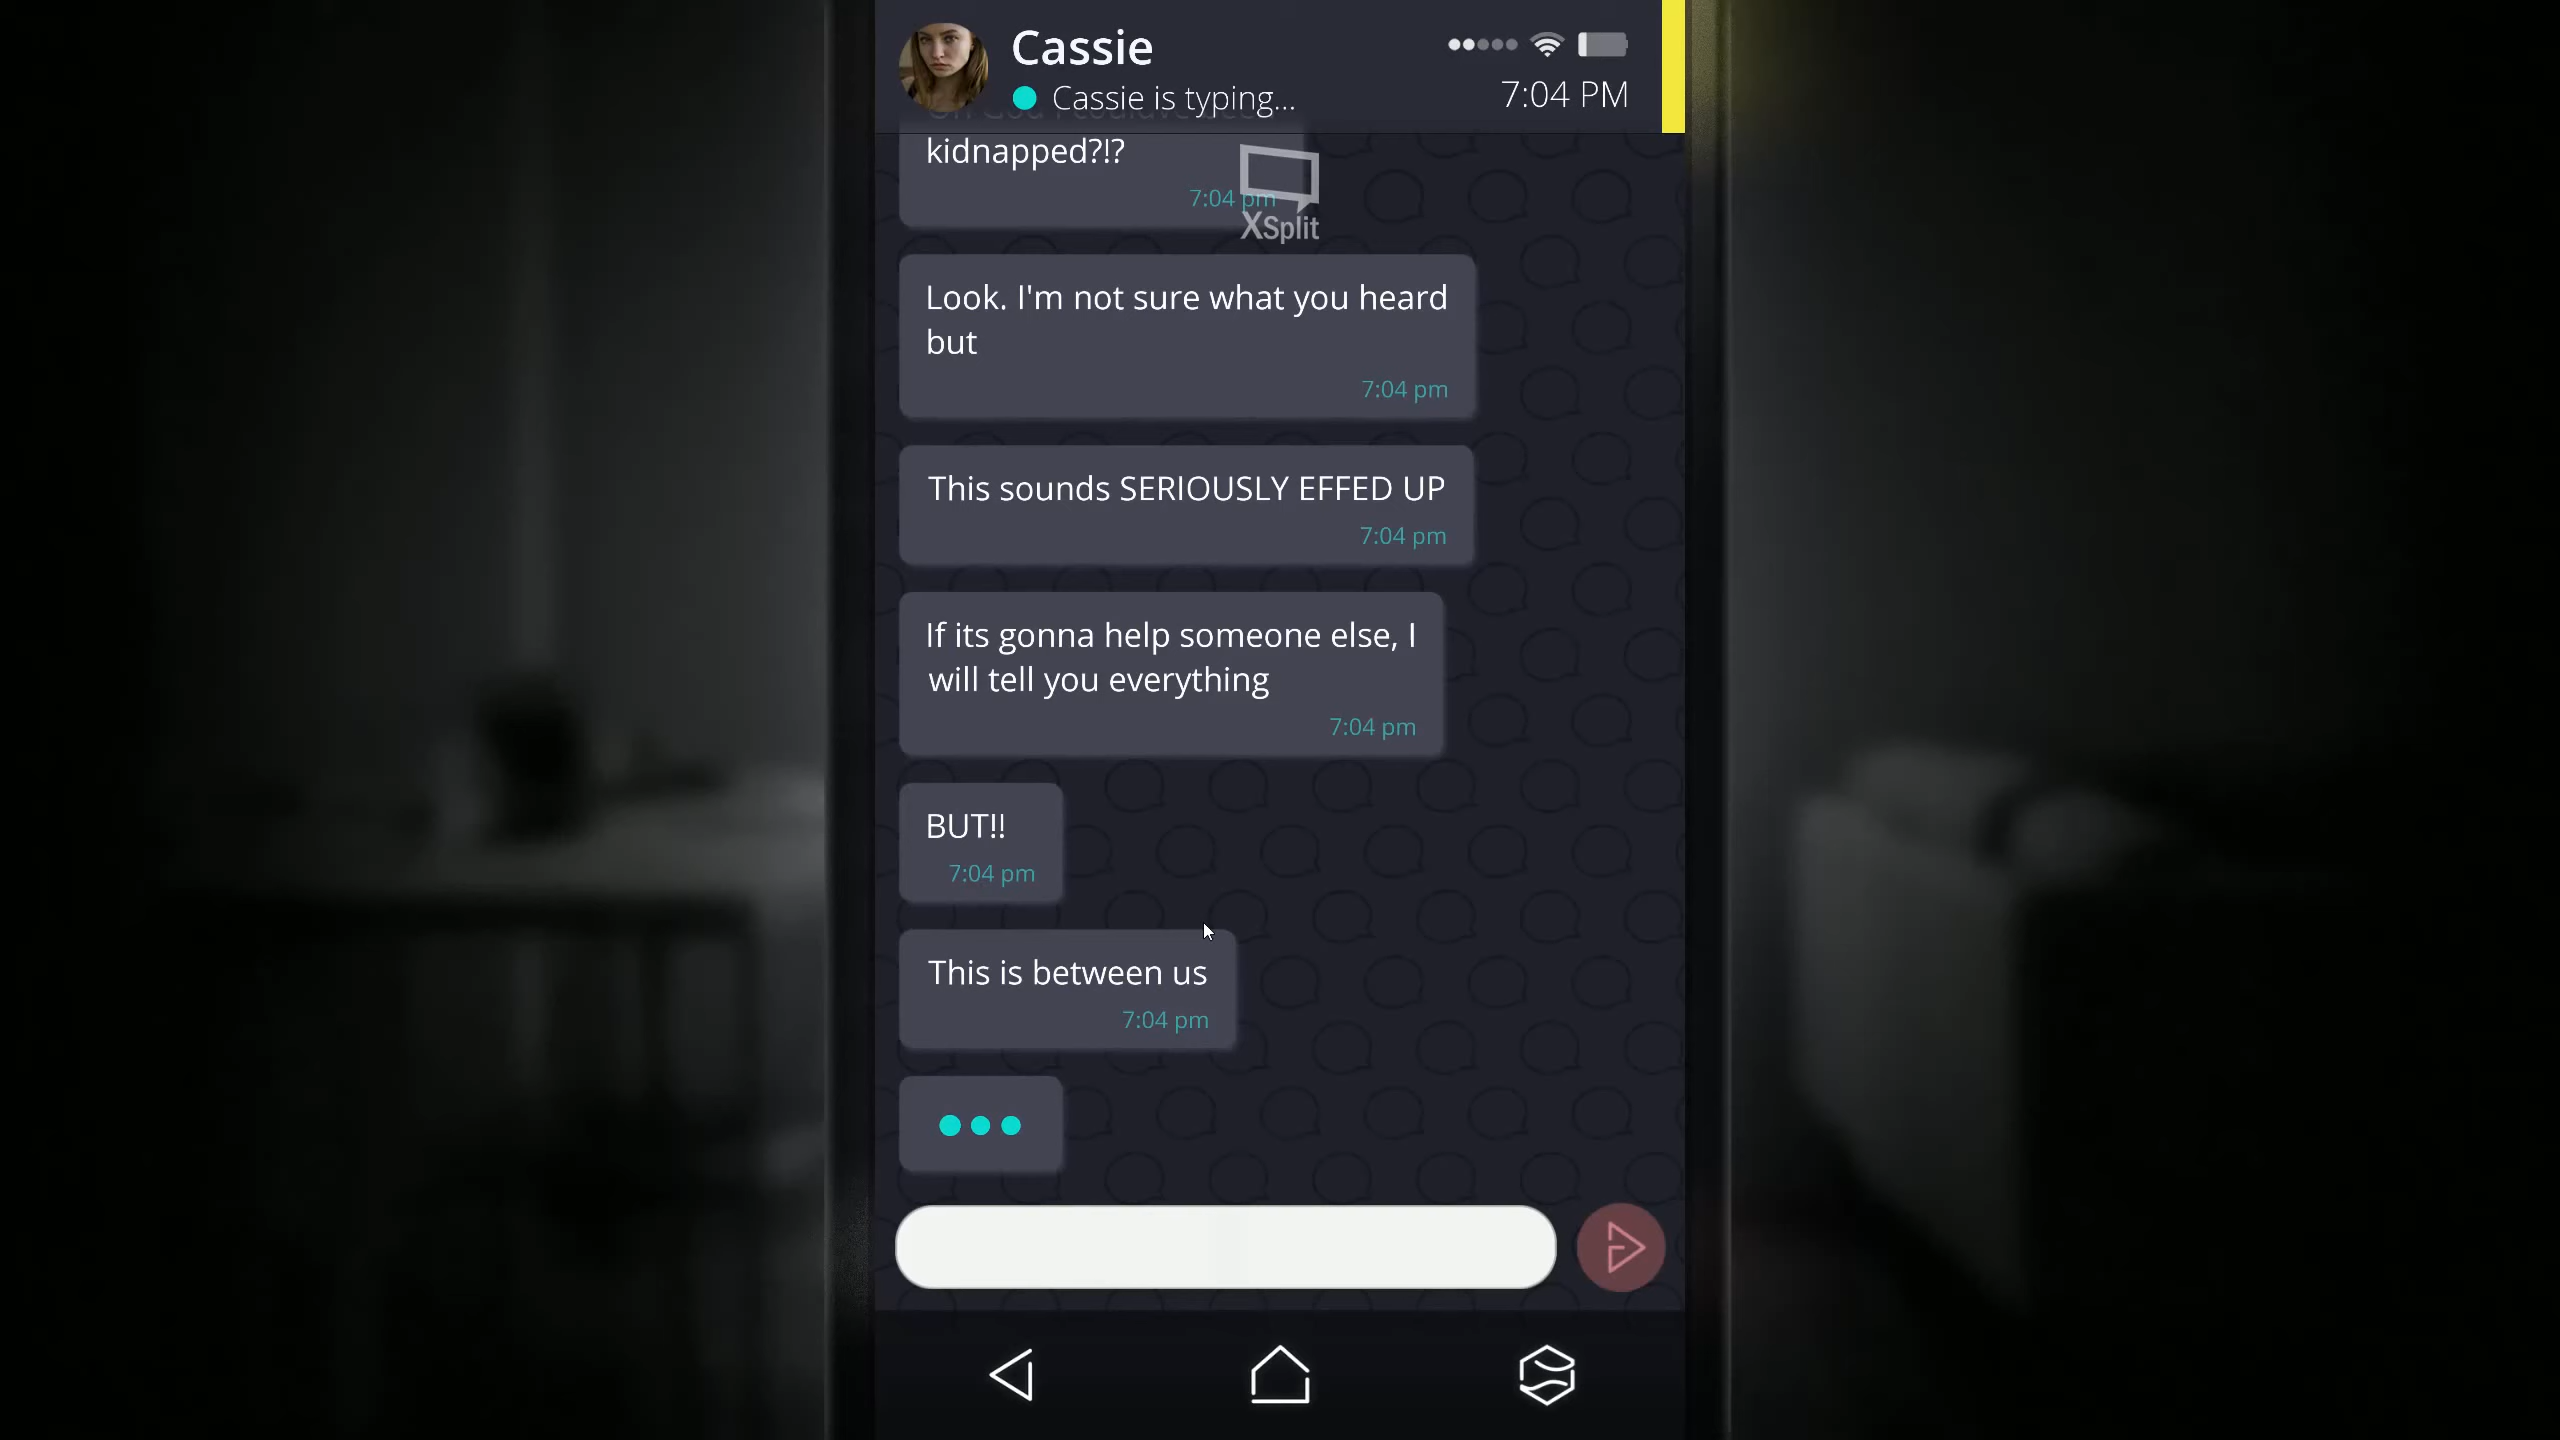 Cassie
Cassie is typing...
7:04 PM
kidnapped?!?
7:04 pm
XSplit
Look. I'm not sure what you heard
but
7:04 pm
This sounds SERIOUSLY EFFED UP
7:04 pm
If its gonna help someone else, I
will tell you everything
7:04 pm
BUT!!
7:04 pm
This is between us
7:04 pm